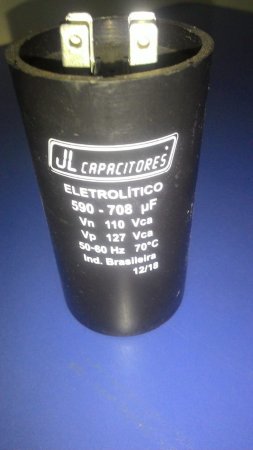 JL CAPACITORES
ELETROLÍTICO
590 - 708 µF
Vn 110 Vca
Vp 127 Vca
50-60 Hz 70°C
Ind. Brasileira
12/18